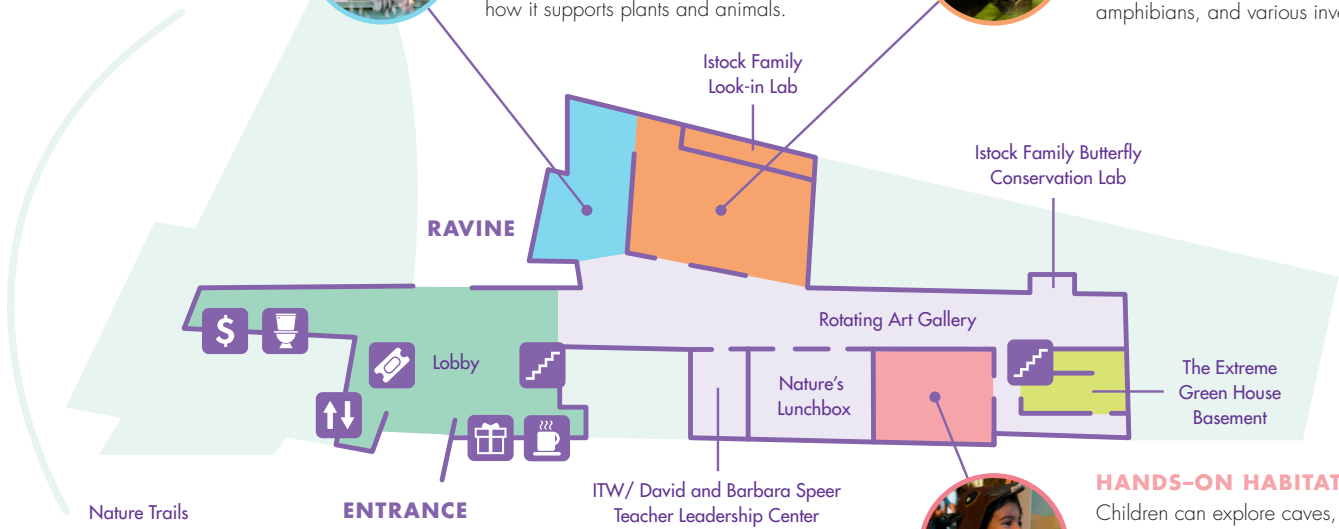 how it supports plants and animals.
amphibians, and various
Istock Family
Look-in Lab
Istock Family Butterfly
Conservation Lab
RAVINE
Rotating Art Gallery
$
Lobby
Nature's
Lunchbox
The Extreme
Green House
Basement
ITW/ David and Barbara Speer
Teacher Leadership Center
ENTRANCE
Nature Trails
HANDS–ON HABITAT
Children can explore caves,